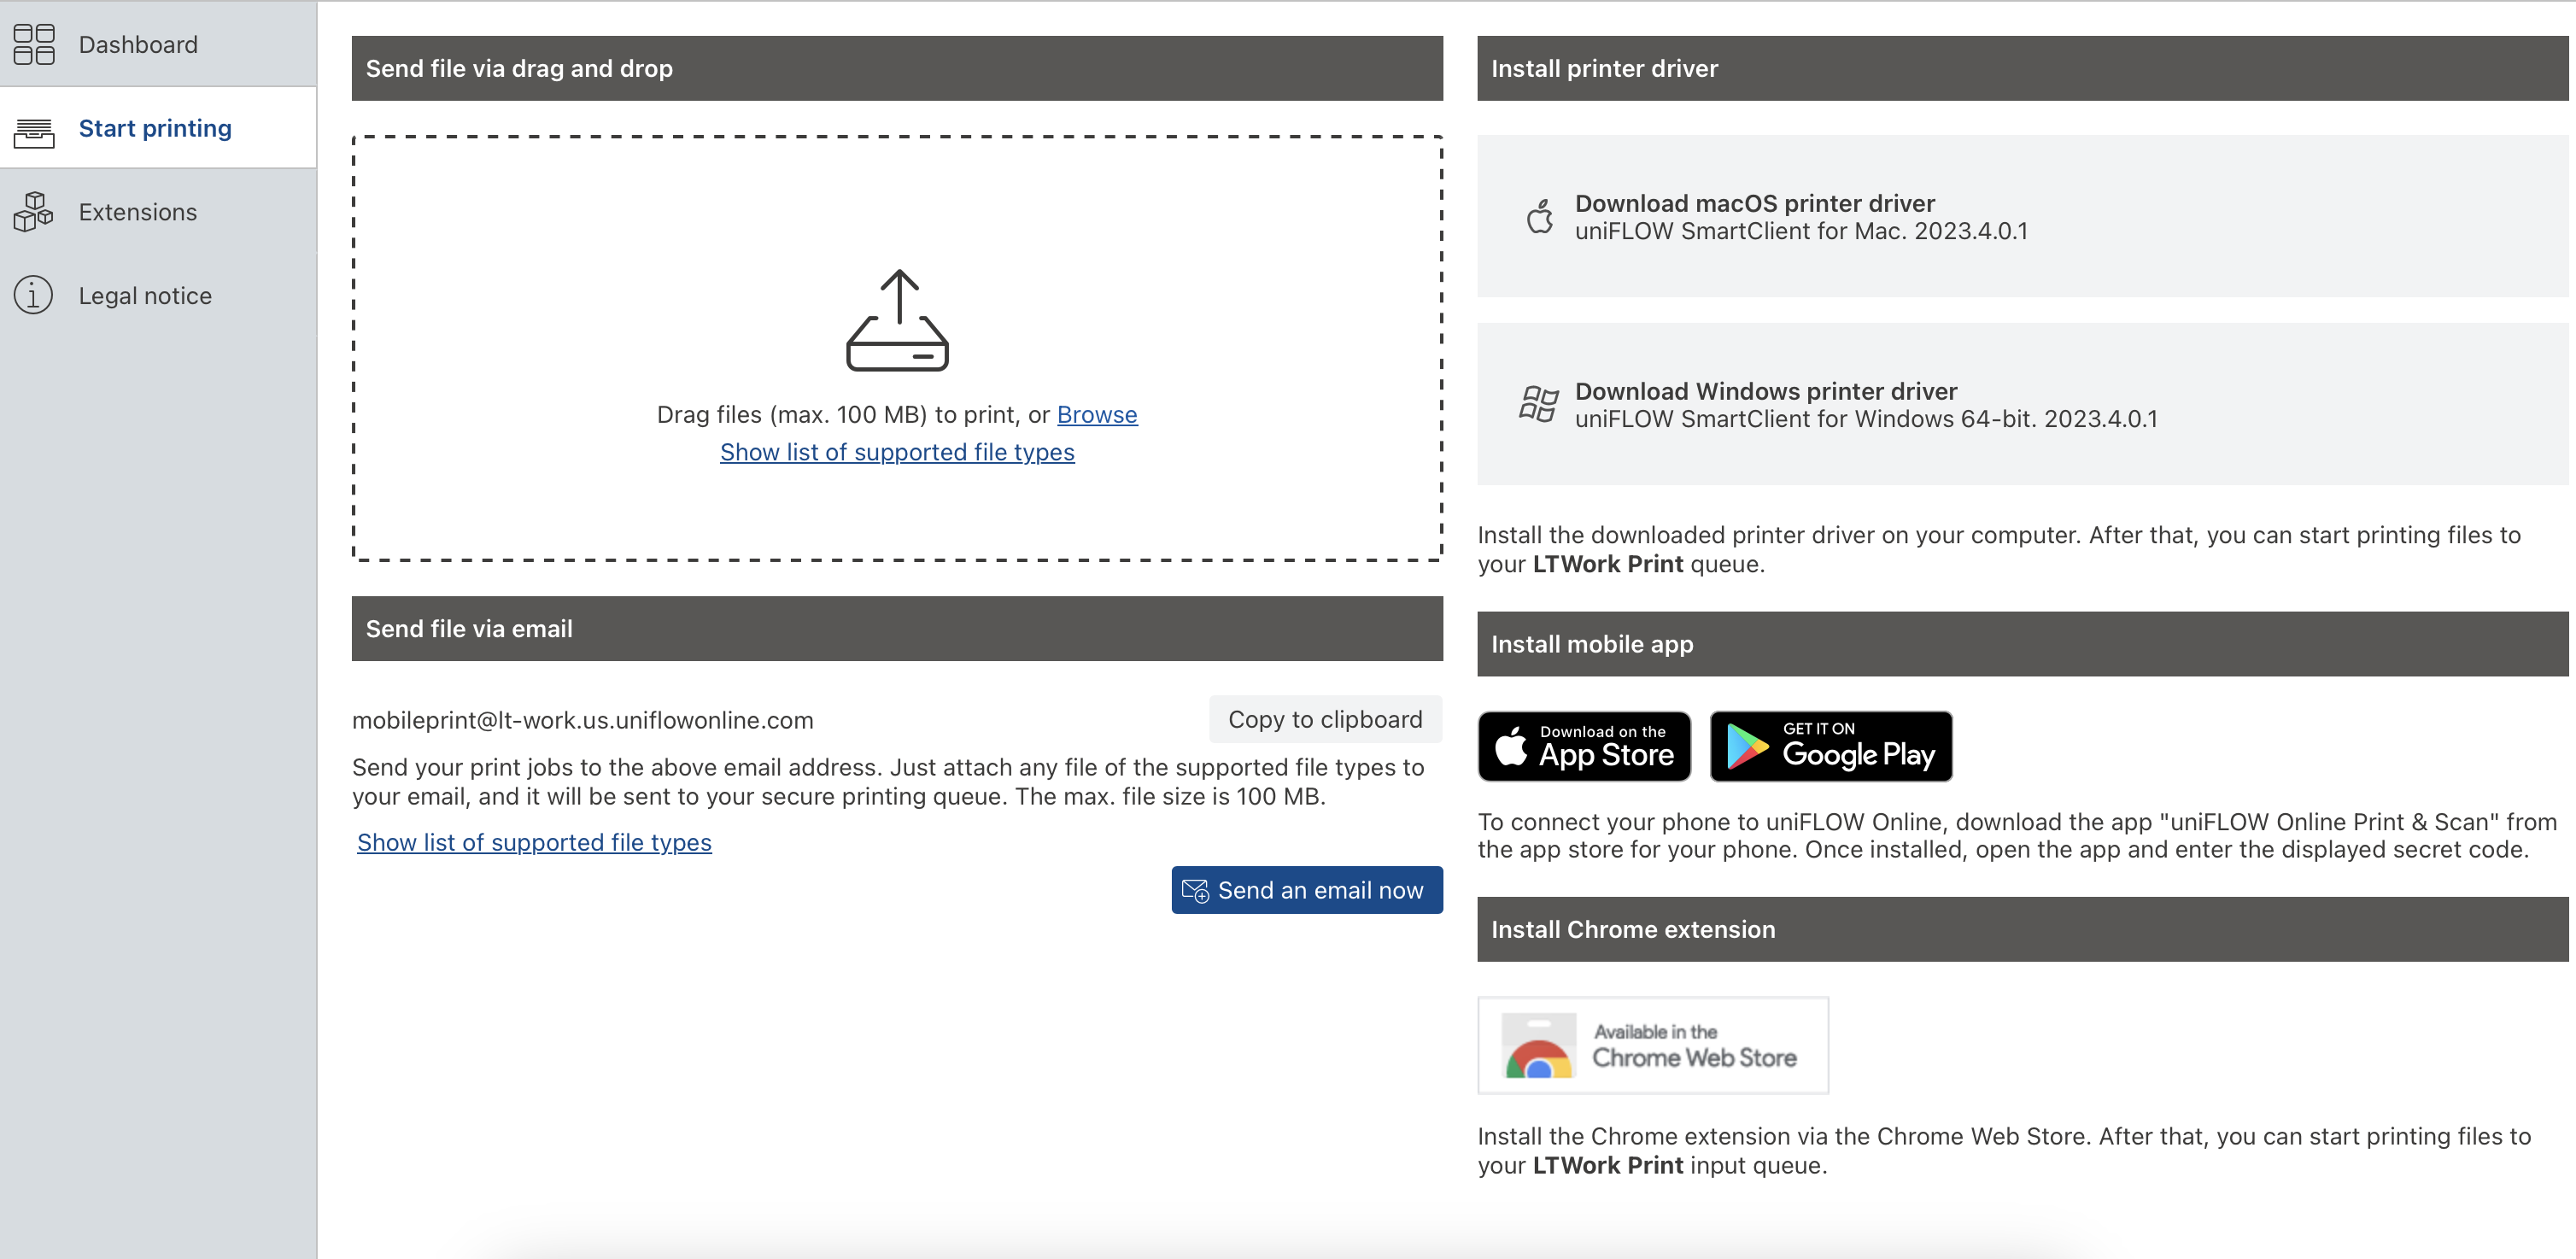 Dashboard
Start printing
Extensions
Legal notice
Send file via drag and drop
Drag files (max. 100 MB) to print, or Browse
Show list of supported file types
Send file via email
mobileprint@lt-work.us.uniflowonline.com
Copy to clipboard
Send your print jobs to the above email address. Just attach any file of the supported file types to
your email, and it will be sent to your secure printing queue. The max. file size is 100 MB.
Show list of supported file types
Send an email now
Install printer driver
Download macOS printer driver
uniFLOW SmartClient for Mac. 2023.4.0.1
Download Windows printer driver
uniFLOW SmartClient for Windows 64-bit. 2023.4.0.1
Install the downloaded printer driver on your computer. After that, you can start printing files to
your LTWork Print queue.
Install mobile app
Download on the
App Store
GET IT ON
Google Play
To connect your phone to uniFLOW Online, download the app "uniFLOW Online Print & Scan" from
the app store for your phone. Once installed, open the app and enter the displayed secret code.
Install Chrome extension
Available in the
Chrome Web Store
Install the Chrome extension via the Chrome Web Store. After that, you can start printing files to
your LTWork Print input queue.